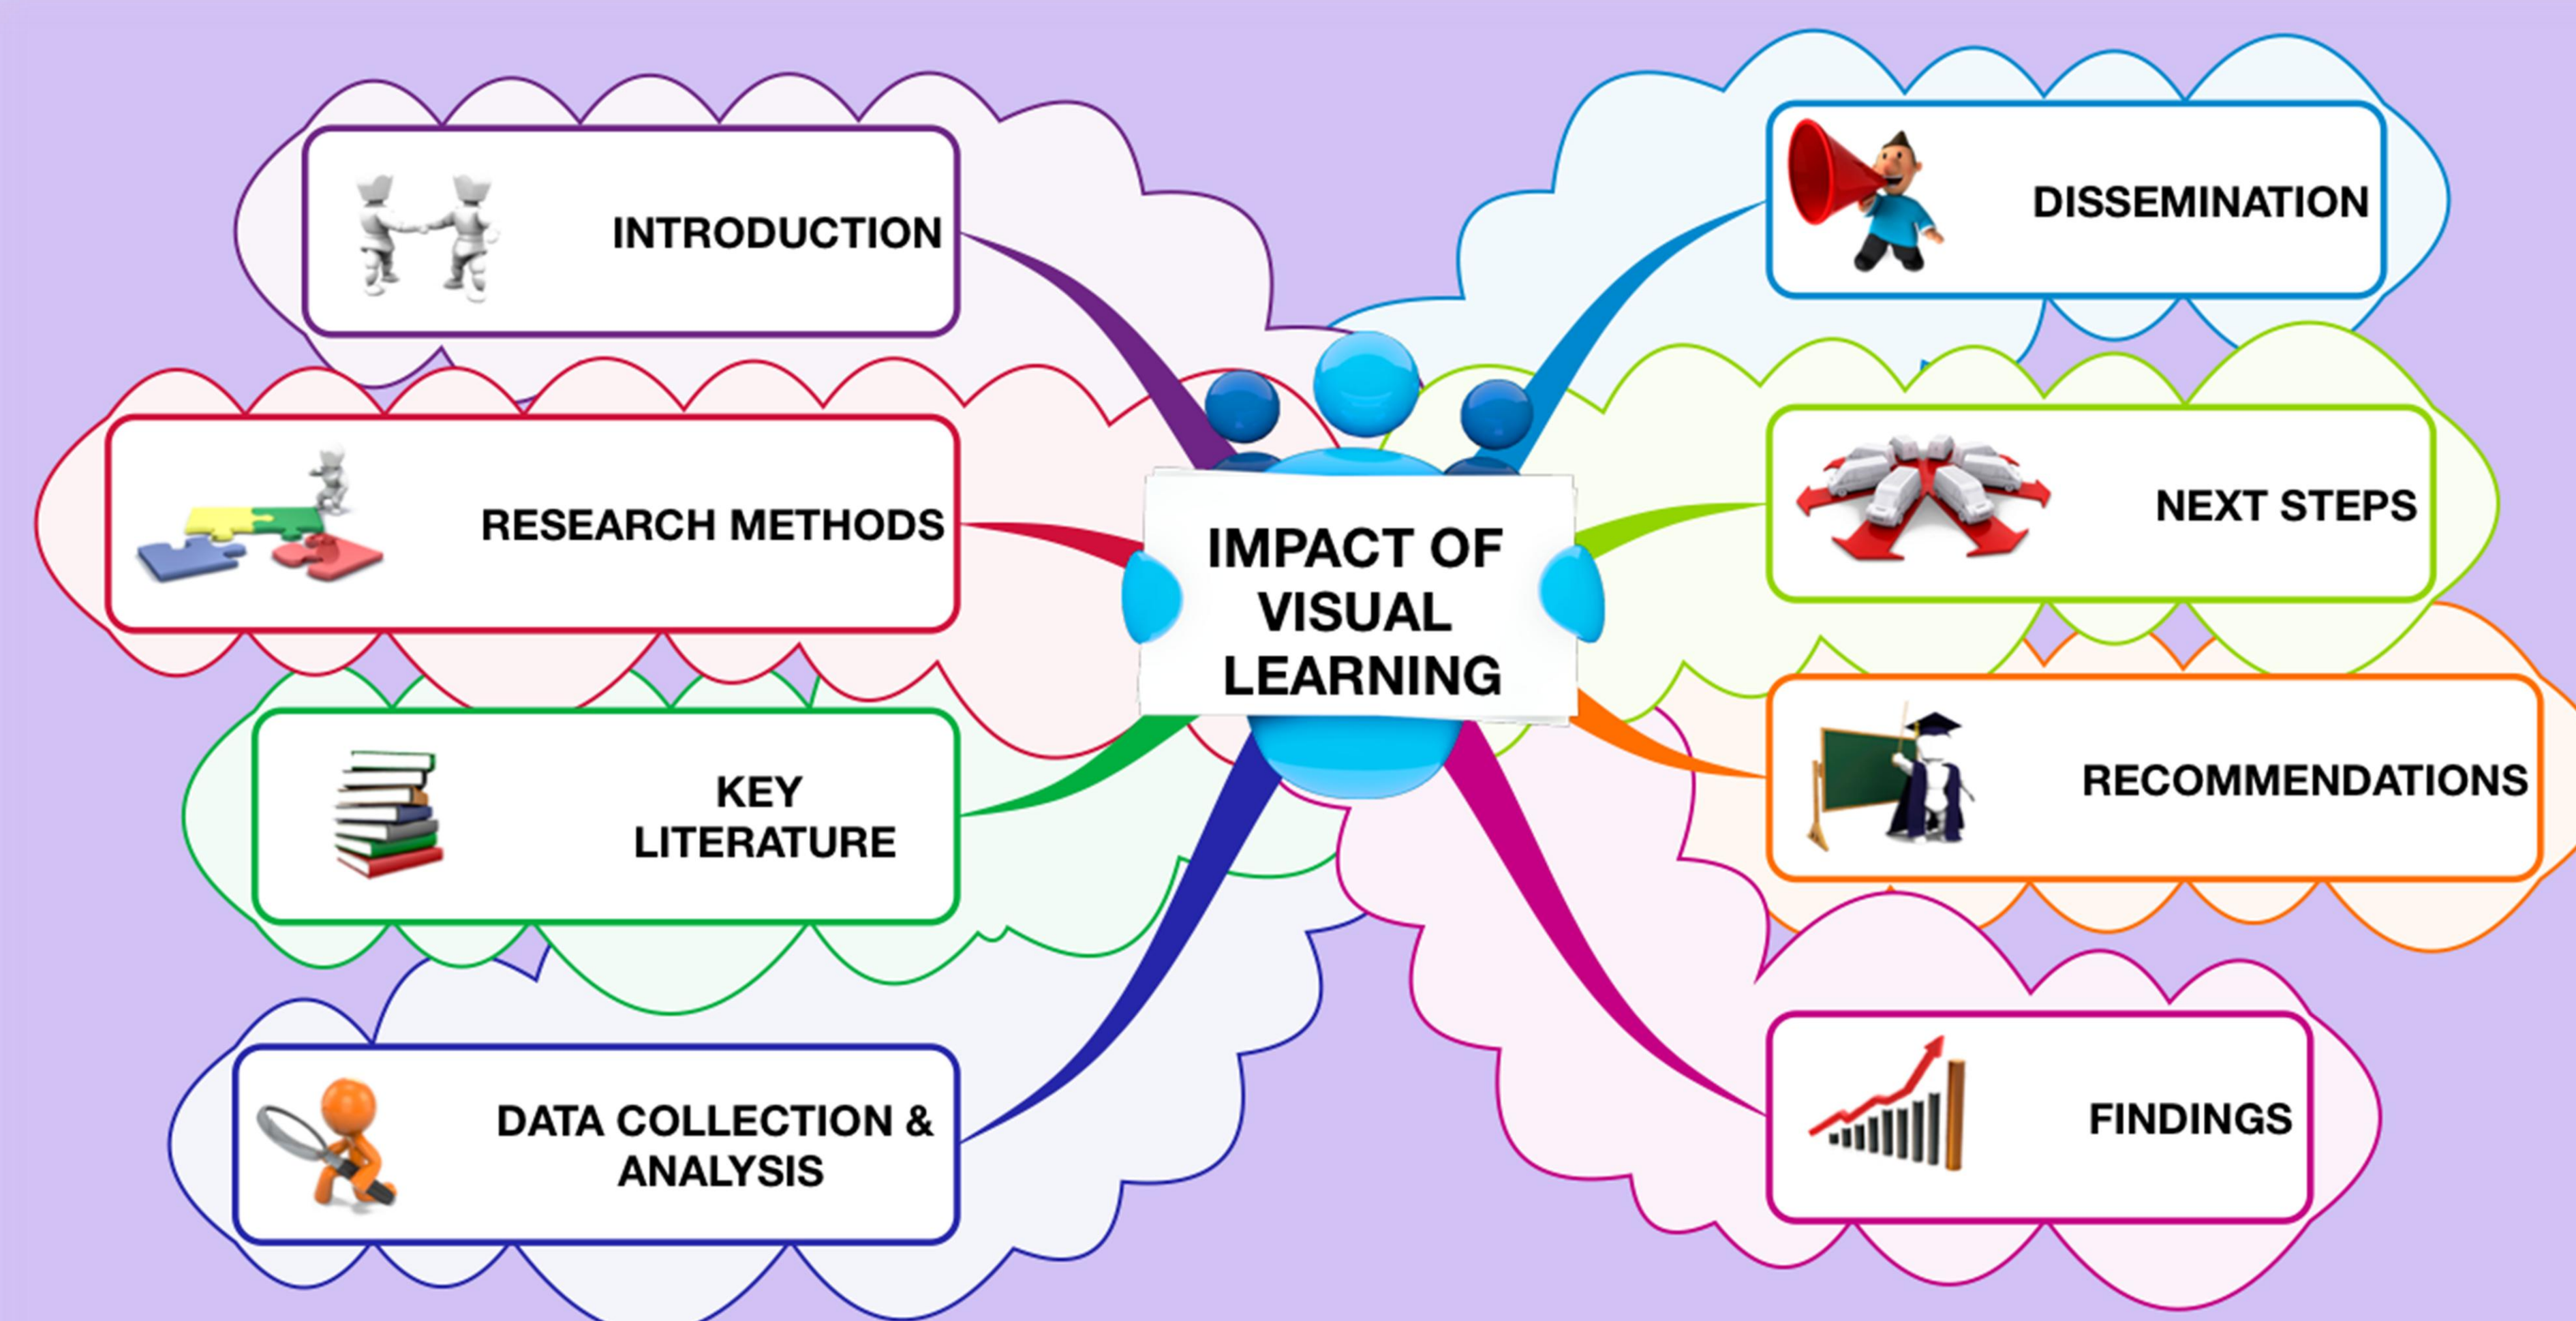 INTRODUCTION
RESEARCH METHODS
KEY
LITERATURE
DATA COLLECTION &
ANALYSIS
IMPACT OF
VISUAL
LEARNING
DISSEMINATION
NEXT STEPS
RECOMMENDATIONS
FINDINGS